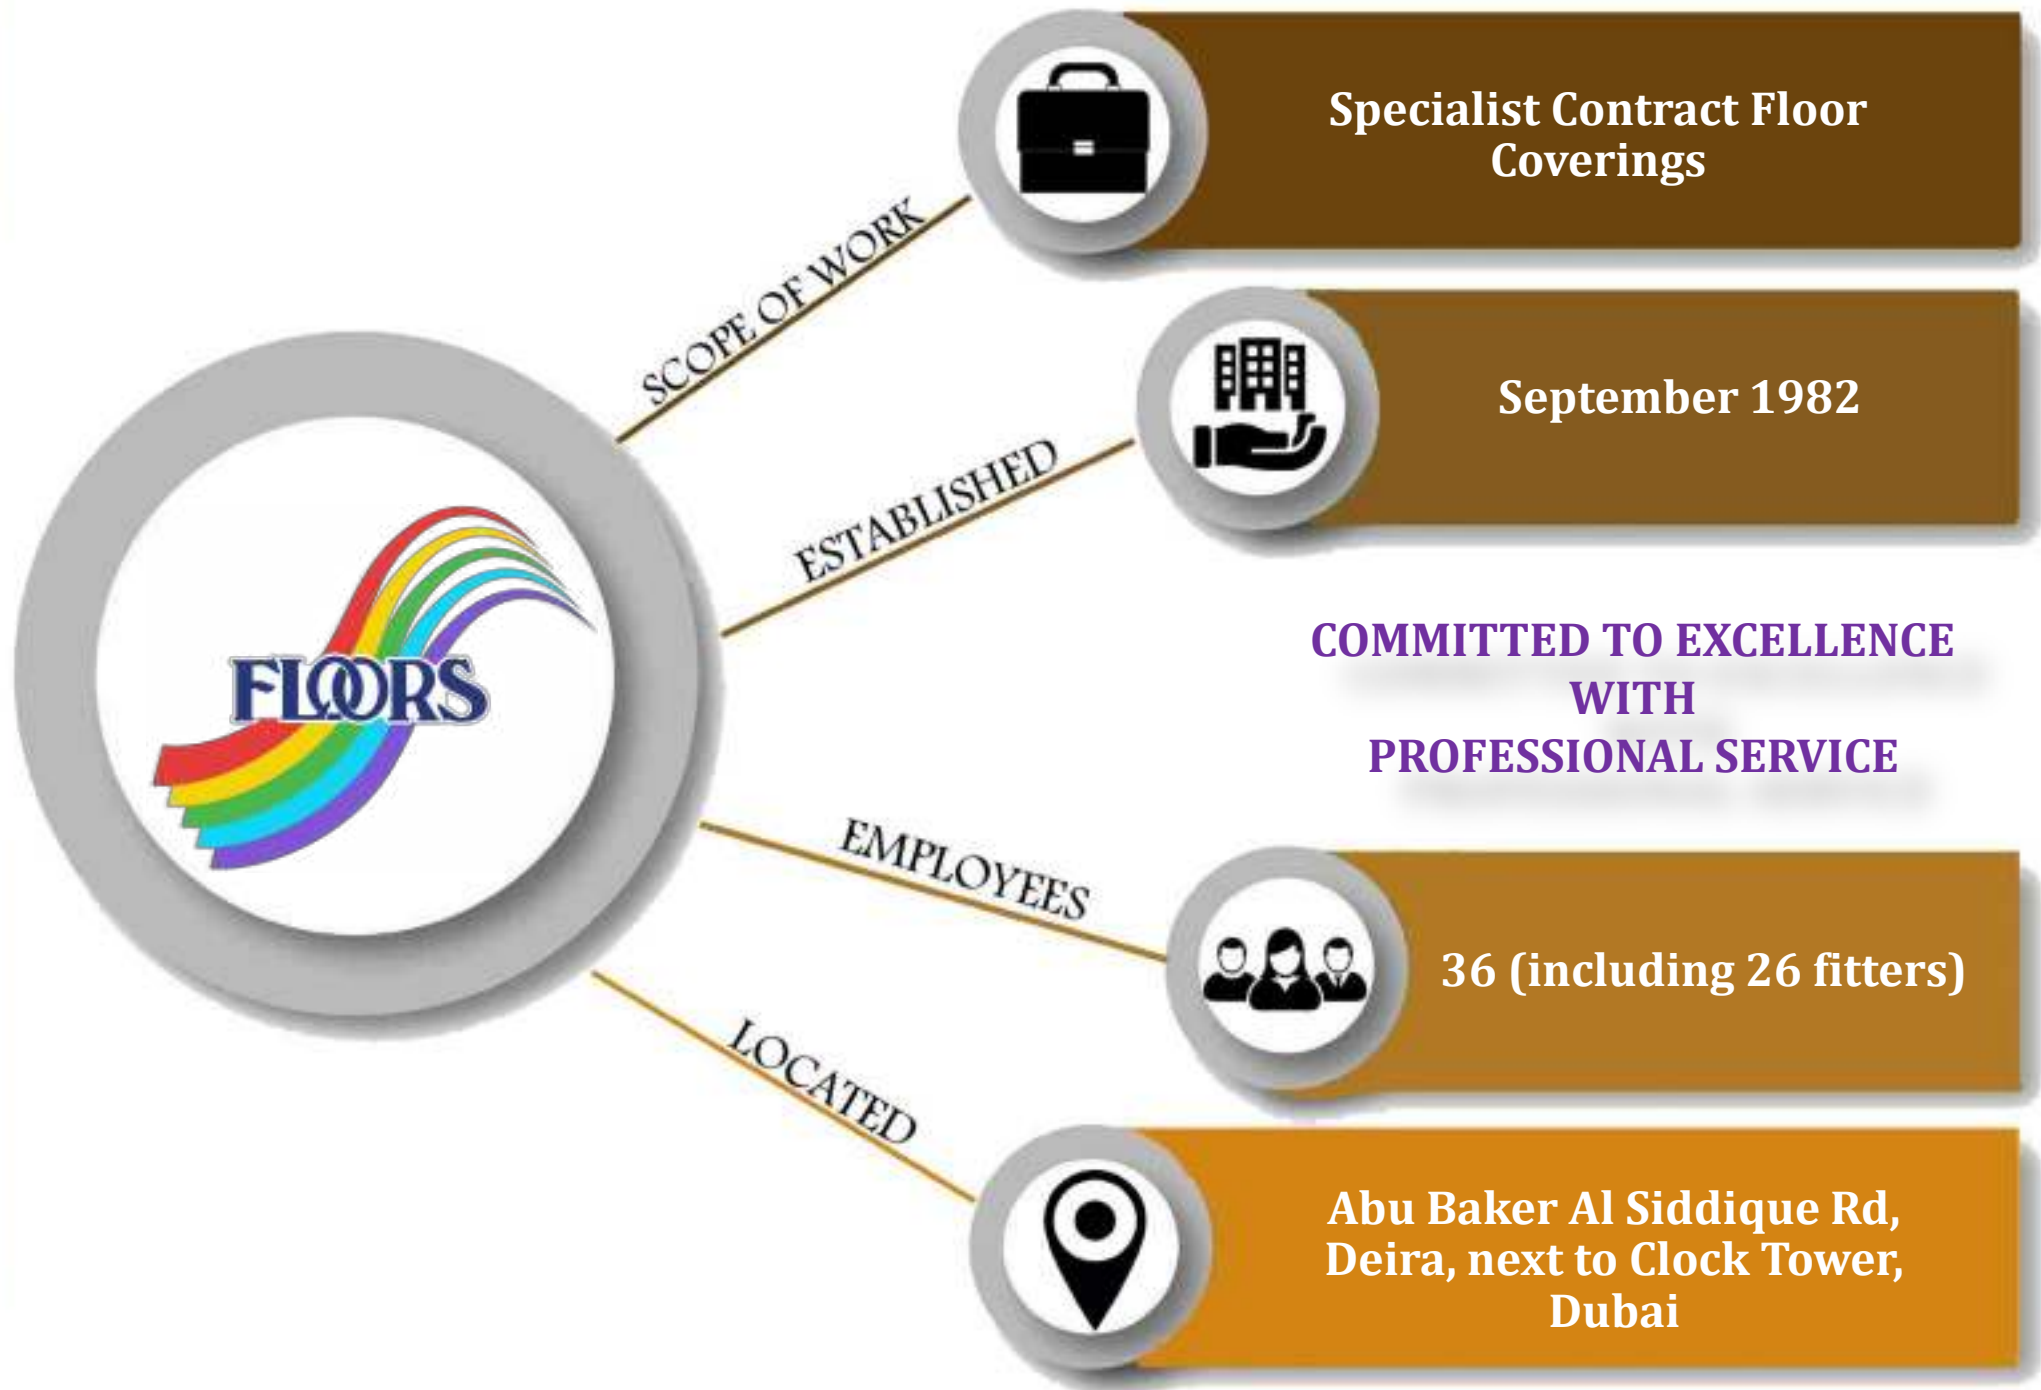 SCOPE OF WORK
Specialist Contract Floor
Coverings
ESTABLISHED
September 1982
FLOORS
COMMITTED TO EXCELLENCE
WITH
PROFESSIONAL SERVICE
EMPLOYEES
36 (including 26 fitters)
LOCATED
Abu Baker Al Siddique Rd,
Deira, next to Clock Tower,
Dubai